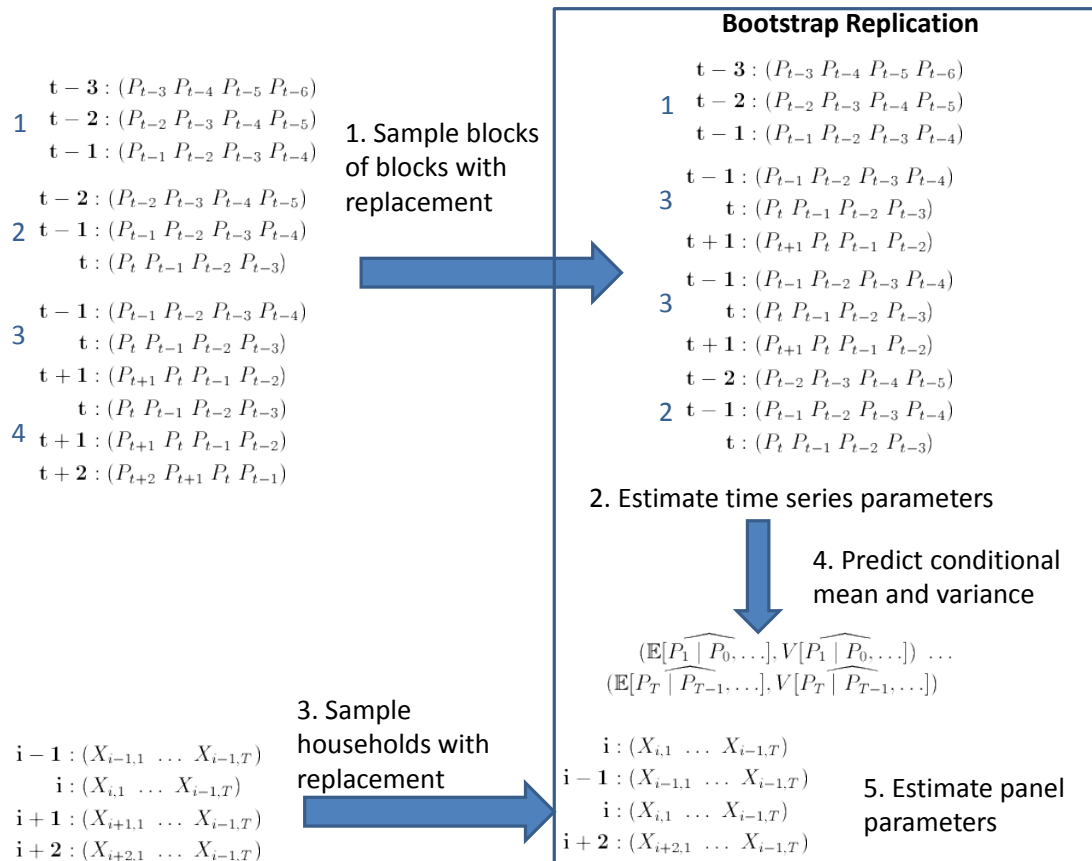 t − 3 : (P_{t−3} P_{t−4} P_{t−5} P_{t−6})
1 t − 2 : (P_{t−2} P_{t−3} P_{t−4} P_{t−5})
t − 1 : (P_{t−1} P_{t−2} P_{t−3} P_{t−4})
t − 2 : (P_{t−2} P_{t−3} P_{t−4} P_{t−5})
2 t − 1 : (P_{t−1} P_{t−2} P_{t−3} P_{t−4})
t : (P_t P_{t−1} P_{t−2} P_{t−3})
t − 1 : (P_{t−1} P_{t−2} P_{t−3} P_{t−4})
3 t : (P_t P_{t−1} P_{t−2} P_{t−3})
t + 1 : (P_{t+1} P_t P_{t−1} P_{t−2})
t : (P_t P_{t−1} P_{t−2} P_{t−3})
4 t + 1 : (P_{t+1} P_t P_{t−1} P_{t−2})
t + 2 : (P_{t+2} P_{t+1} P_t P_{t−1})
1. Sample blocks
of blocks with
replacement
Bootstrap Replication
t − 3 : (P_{t−3} P_{t−4} P_{t−5} P_{t−6})
1 t − 2 : (P_{t−2} P_{t−3} P_{t−4} P_{t−5})
t − 1 : (P_{t−1} P_{t−2} P_{t−3} P_{t−4})
t − 1 : (P_{t−1} P_{t−2} P_{t−3} P_{t−4})
3 t : (P_t P_{t−1} P_{t−2} P_{t−3})
t + 1 : (P_{t+1} P_t P_{t−1} P_{t−2})
t − 1 : (P_{t−1} P_{t−2} P_{t−3} P_{t−4})
3 t : (P_t P_{t−1} P_{t−2} P_{t−3})
t + 1 : (P_{t+1} P_t P_{t−1} P_{t−2})
t − 2 : (P_{t−2} P_{t−3} P_{t−4} P_{t−5})
2 t − 1 : (P_{t−1} P_{t−2} P_{t−3} P_{t−4})
t : (P_t P_{t−1} P_{t−2} P_{t−3})
2. Estimate time series parameters
4. Predict conditional
mean and variance
(𝔼[P_1 | P_0, …], V[P_1 | P_0, …]) …
(𝔼[P_T | P_{T−1}, …], V[P_T | P_{T−1}, …])
3. Sample
households with
replacement
i − 1 : (X_{i−1,1} … X_{i−1,T})
i : (X_{i,1} … X_{i−1,T})
i + 1 : (X_{i+1,1} … X_{i−1,T})
i + 2 : (X_{i+2,1} … X_{i−1,T})
i : (X_{i,1} … X_{i−1,T})
i − 1 : (X_{i−1,1} … X_{i−1,T})
i : (X_{i,1} … X_{i−1,T})
i + 2 : (X_{i+2,1} … X_{i−1,T})
5. Estimate panel
parameters